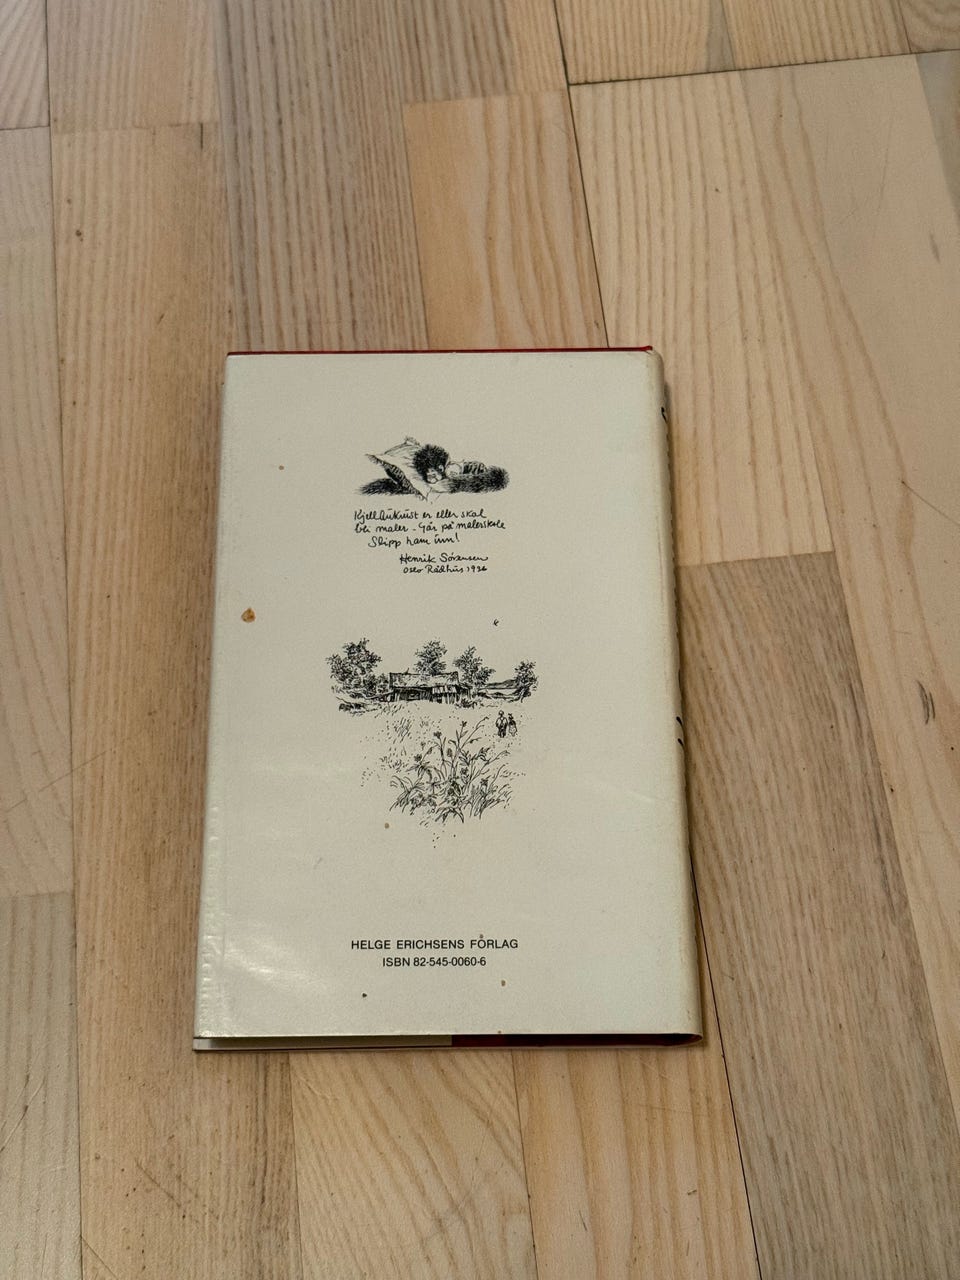 Kjell Aukrust er eller skal
bli maler - Går på malerskole
Slipp ham inn!
Henrik Sørensen
Oslo Rådhus 1936
HELGE ERICHSENS FORLAG
ISBN 82-545-0060-6